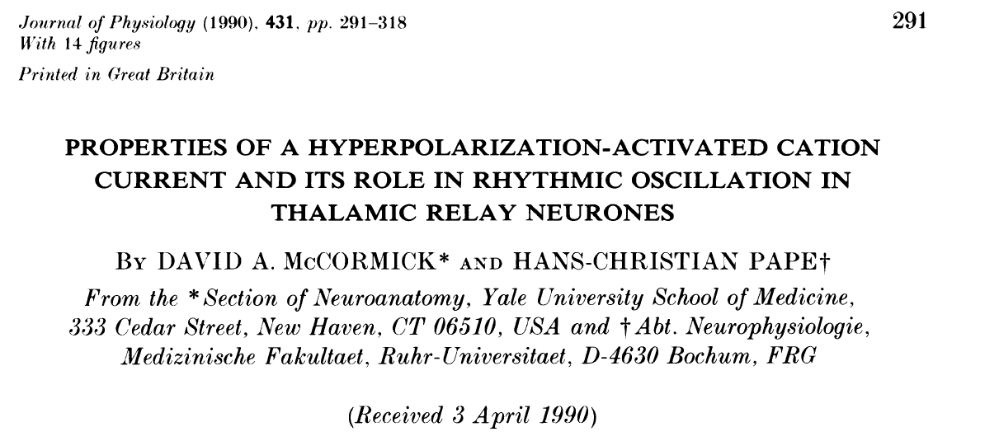 Journal of Physiology (1990), 431, pp. 291–318
291
With 14 figures
Printed in Great Britain
PROPERTIES OF A HYPERPOLARIZATION-ACTIVATED CATION
CURRENT AND ITS ROLE IN RHYTHMIC OSCILLATION IN
THALAMIC RELAY NEURONES
By DAVID A. McCORMICK* AND HANS-CHRISTIAN PAPE†
From the * Section of Neuroanatomy, Yale University School of Medicine,
333 Cedar Street, New Haven, CT 06510, USA and † Abt. Neurophysiologie,
Medizinische Fakultaet, Ruhr-Universitaet, D-4630 Bochum, FRG
(Received 3 April 1990)